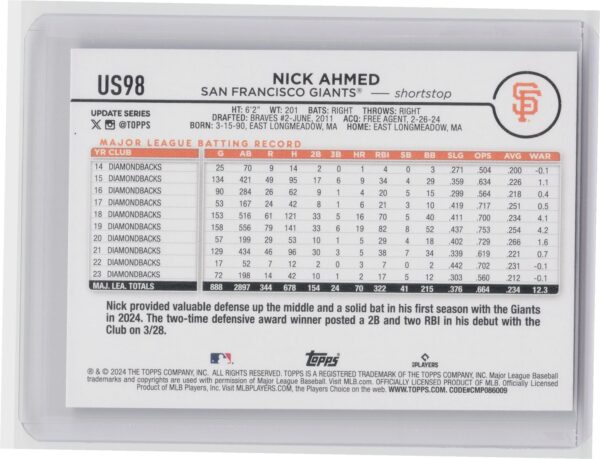 US98
NICK AHMED
SAN FRANCISCO GIANTS® — shortstop
SF
UPDATE SERIES
@TOPPS
HT: 6'2" WT: 201 BATS: RIGHT THROWS: RIGHT
DRAFTED: BRAVES #2-JUNE, 2011 ACQ: FREE AGENT, 2-26-24
BORN: 3-15-90, EAST LONGMEADOW, MA HOME: EAST LONGMEADOW, MA
MAJOR LEAGUE BATTING RECORD
YR CLUB G AB R H 2B 3B HR RBI SB BB SLG OPS AVG WAR
14 DIAMONDBACKS 25 70 9 14 2 0 1 4 0 3 .271 .504 .200 -0.1
15 DIAMONDBACKS 134 421 49 95 17 6 9 34 4 29 .359 .634 .226 1.1
16 DIAMONDBACKS 90 284 26 62 9 1 4 20 5 15 .299 .564 .218 0.4
17 DIAMONDBACKS 53 167 24 42 8 1 6 21 3 10 .419 .717 .251 0.5
18 DIAMONDBACKS 153 516 61 121 33 5 16 70 5 40 .411 .700 .234 4.1
19 DIAMONDBACKS 158 556 79 141 33 6 19 82 8 52 .437 .753 .254 4.2
20 DIAMONDBACKS 57 199 29 53 10 1 5 29 4 18 .402 .729 .266 1.6
21 DIAMONDBACKS 129 434 46 96 30 3 5 38 7 34 .339 .619 .221 0.7
22 DIAMONDBACKS 17 52 7 12 2 0 3 7 0 2 .442 .702 .231 -0.1
23 DIAMONDBACKS 72 198 14 42 10 1 2 17 5 12 .303 .560 .212 -0.1
MAJ. LEA. TOTALS 888 2897 344 678 154 24 70 322 41 215 .376 .664 .234 12.3
Nick provided valuable defense up the middle and a solid bat in his first season with the Giants
in 2024. The two-time defensive award winner posted a 2B and two RBI in his debut with the
Club on 3/28.
Topps
PLAYERS
® & © 2024 THE TOPPS COMPANY, INC. ALL RIGHTS RESERVED. TOPPS IS A REGISTERED TRADEMARK OF THE TOPPS COMPANY, INC. Major League Baseball
trademarks and copyrights are used with permission of Major League Baseball. Visit MLB.com. OFFICIALLY LICENSED PRODUCT OF MLB. Officially Licensed
Product of MLB Players, Inc. Visit MLBPLAYERS.com, the Players Choice on the web. WWW.TOPPS.COM. CODE#CMP086009